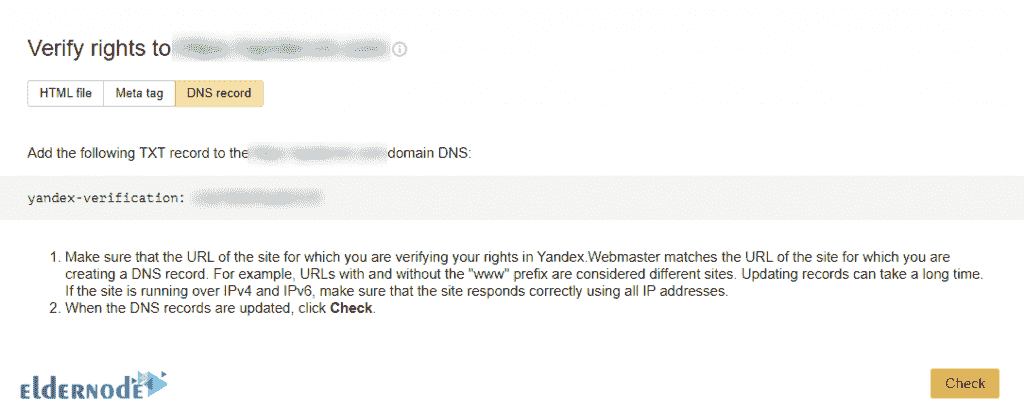 Verify rights to
HTML file Meta tag DNS record
Add the following TXT record to the domain DNS:
yandex-verification:
1. Make sure that the URL of the site for which you are verifying your rights in Yandex.Webmaster matches the URL of the site for which you are
creating a DNS record. For example, URLs with and without the "www" prefix are considered different sites. Updating records can take a long time.
If the site is running over IPv4 and IPv6, make sure that the site responds correctly using all IP addresses.
2. When the DNS records are updated, click Check.
eldernode
Check